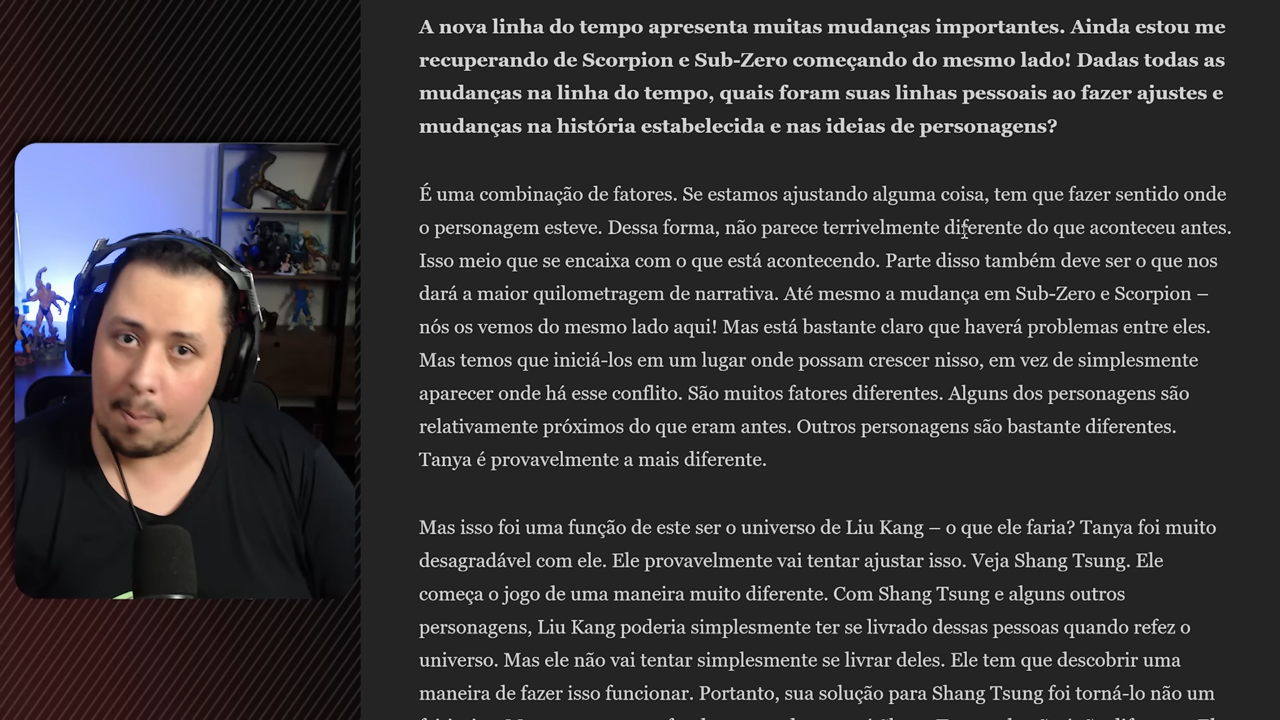 A nova linha do tempo apresenta muitas mudanças importantes. Ainda estou me
recuperando de Scorpion e Sub-Zero começando do mesmo lado! Dadas todas as
mudanças na linha do tempo, quais foram suas linhas pessoais ao fazer ajustes e
mudanças na história estabelecida e nas ideias de personagens?
É uma combinação de fatores. Se estamos ajustando alguma coisa, tem que fazer sentido onde
o personagem esteve. Dessa forma, não parece terrivelmente diferente do que aconteceu antes.
Isso meio que se encaixa com o que está acontecendo. Parte disso também deve ser o que nos
dará a maior quilometragem de narrativa. Até mesmo a mudança em Sub-Zero e Scorpion –
nós os vemos do mesmo lado aqui! Mas está bastante claro que haverá problemas entre eles.
Mas temos que iniciá-los em um lugar onde possam crescer nisso, em vez de simplesmente
aparecer onde há esse conflito. São muitos fatores diferentes. Alguns dos personagens são
relativamente próximos do que eram antes. Outros personagens são bastante diferentes.
Tanya é provavelmente a mais diferente.
Mas isso foi uma função de este ser o universo de Liu Kang – o que ele faria? Tanya foi muito
desagradável com ele. Ele provavelmente vai tentar ajustar isso. Veja Shang Tsung. Ele
começa o jogo de uma maneira muito diferente. Com Shang Tsung e alguns outros
personagens, Liu Kang poderia simplesmente ter se livrado dessas pessoas quando refez o
universo. Mas ele não vai tentar simplesmente se livrar deles. Ele tem que descobrir uma
maneira de fazer isso funcionar. Portanto, sua solução para Shang Tsung foi torná-lo não um